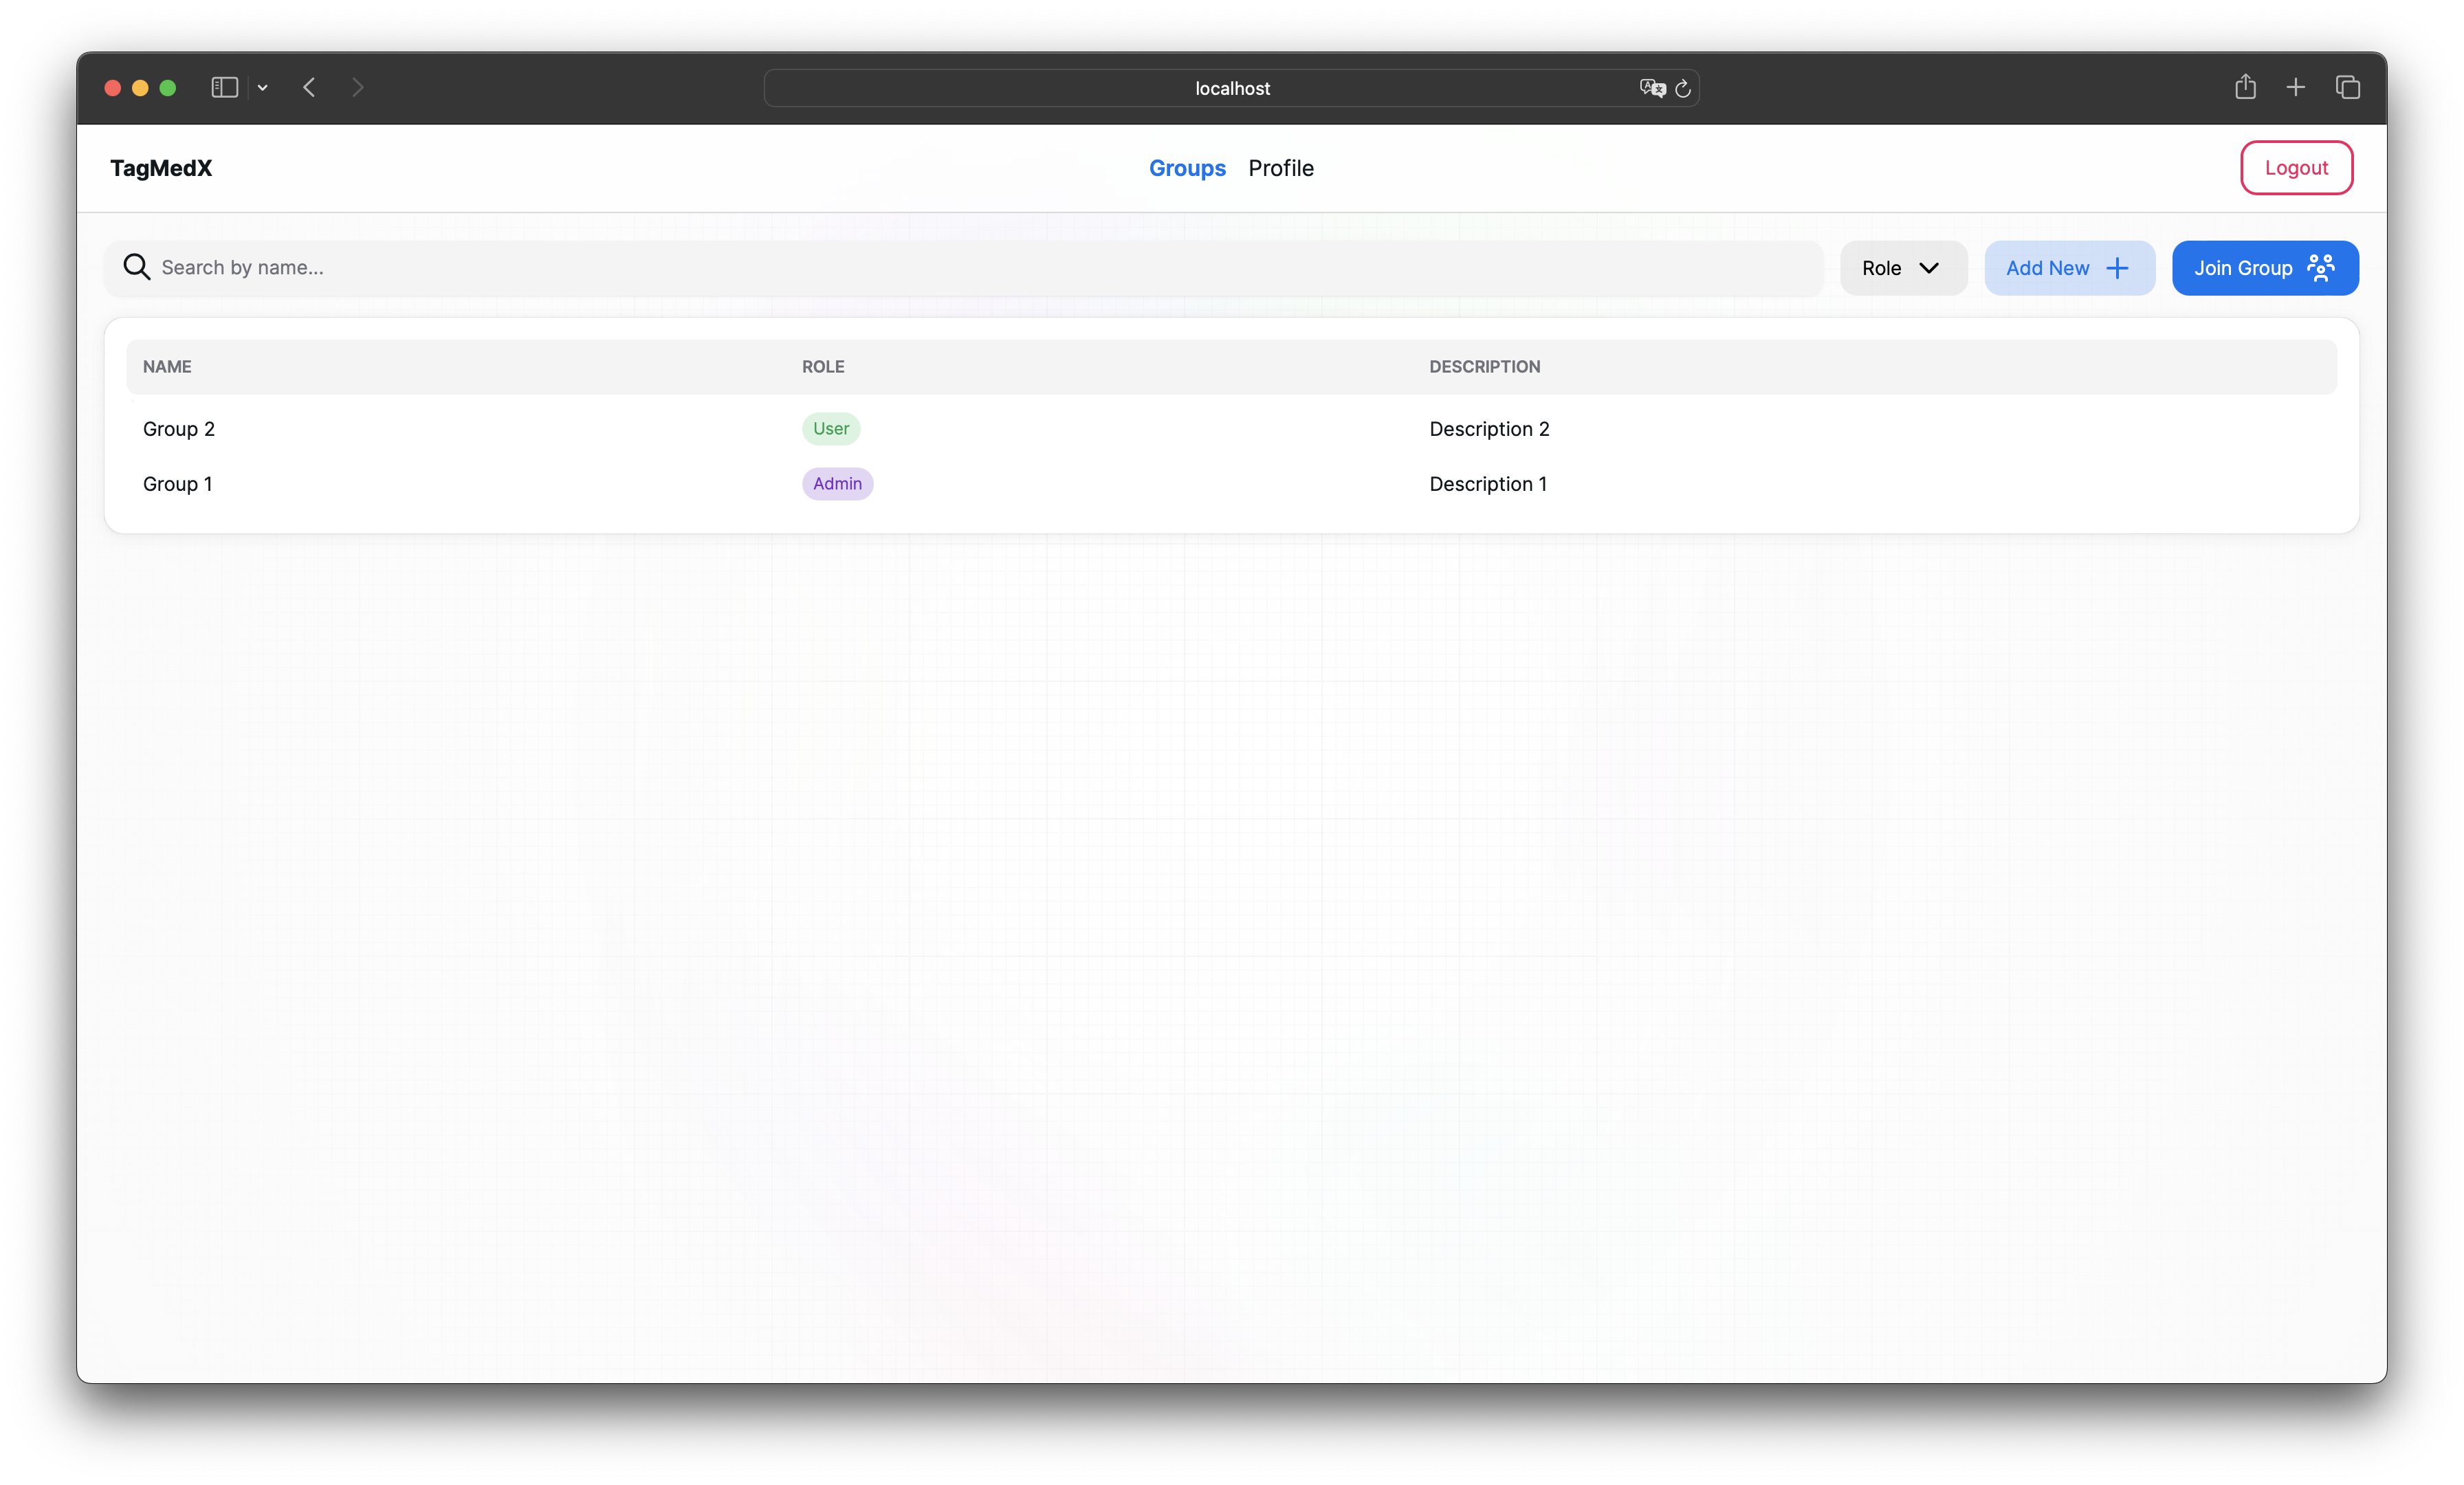 localhost
TagMedX
Groups Profile
Logout
Search by name...
Role
Add New
Join Group
NAME ROLE DESCRIPTION
Group 2 User Description 2
Group 1 Admin Description 1